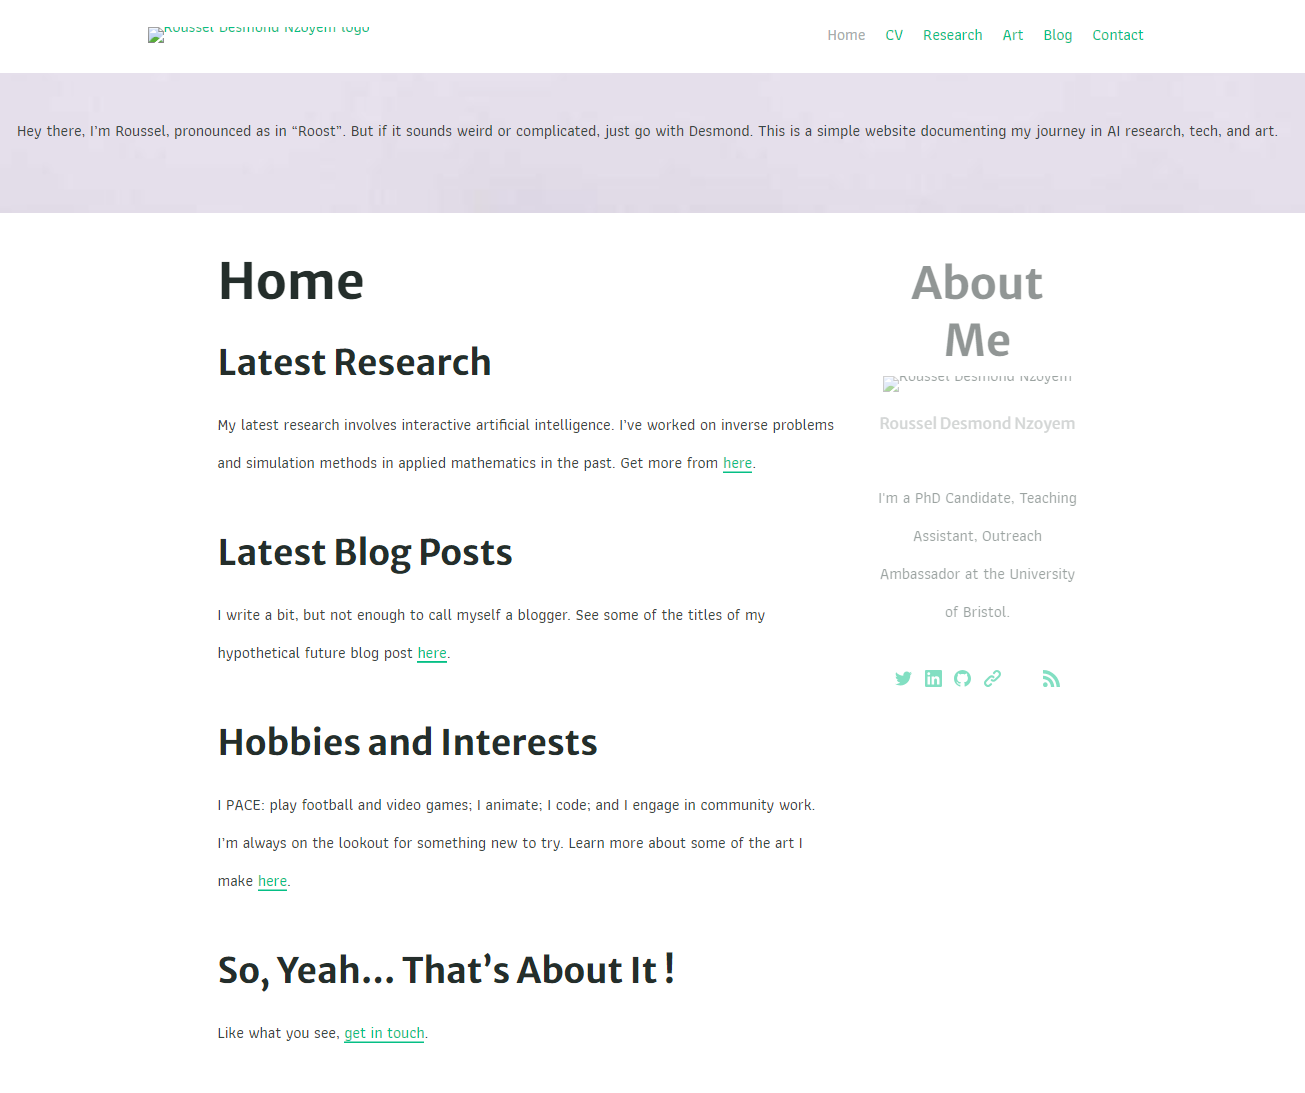 Roussel Desmond Nzoyem logo
Home CV Research Art Blog Contact
Hey there, I’m Roussel, pronounced as in “Roost”. But if it sounds weird or complicated, just go with Desmond. This is a simple website documenting my journey in AI research, tech, and art.
Home
Latest Research
My latest research involves interactive artificial intelligence. I’ve worked on inverse problems
and simulation methods in applied mathematics in the past. Get more from here.
Latest Blog Posts
I write a bit, but not enough to call myself a blogger. See some of the titles of my
hypothetical future blog post here.
Hobbies and Interests
I PACE: play football and video games; I animate; I code; and I engage in community work.
I’m always on the lookout for something new to try. Learn more about some of the art I
make here.
So, Yeah… That’s About It !
Like what you see, get in touch.
About
Me
Roussel Desmond Nzoyem
Roussel Desmond Nzoyem
I'm a PhD Candidate, Teaching
Assistant, Outreach
Ambassador at the University
of Bristol.